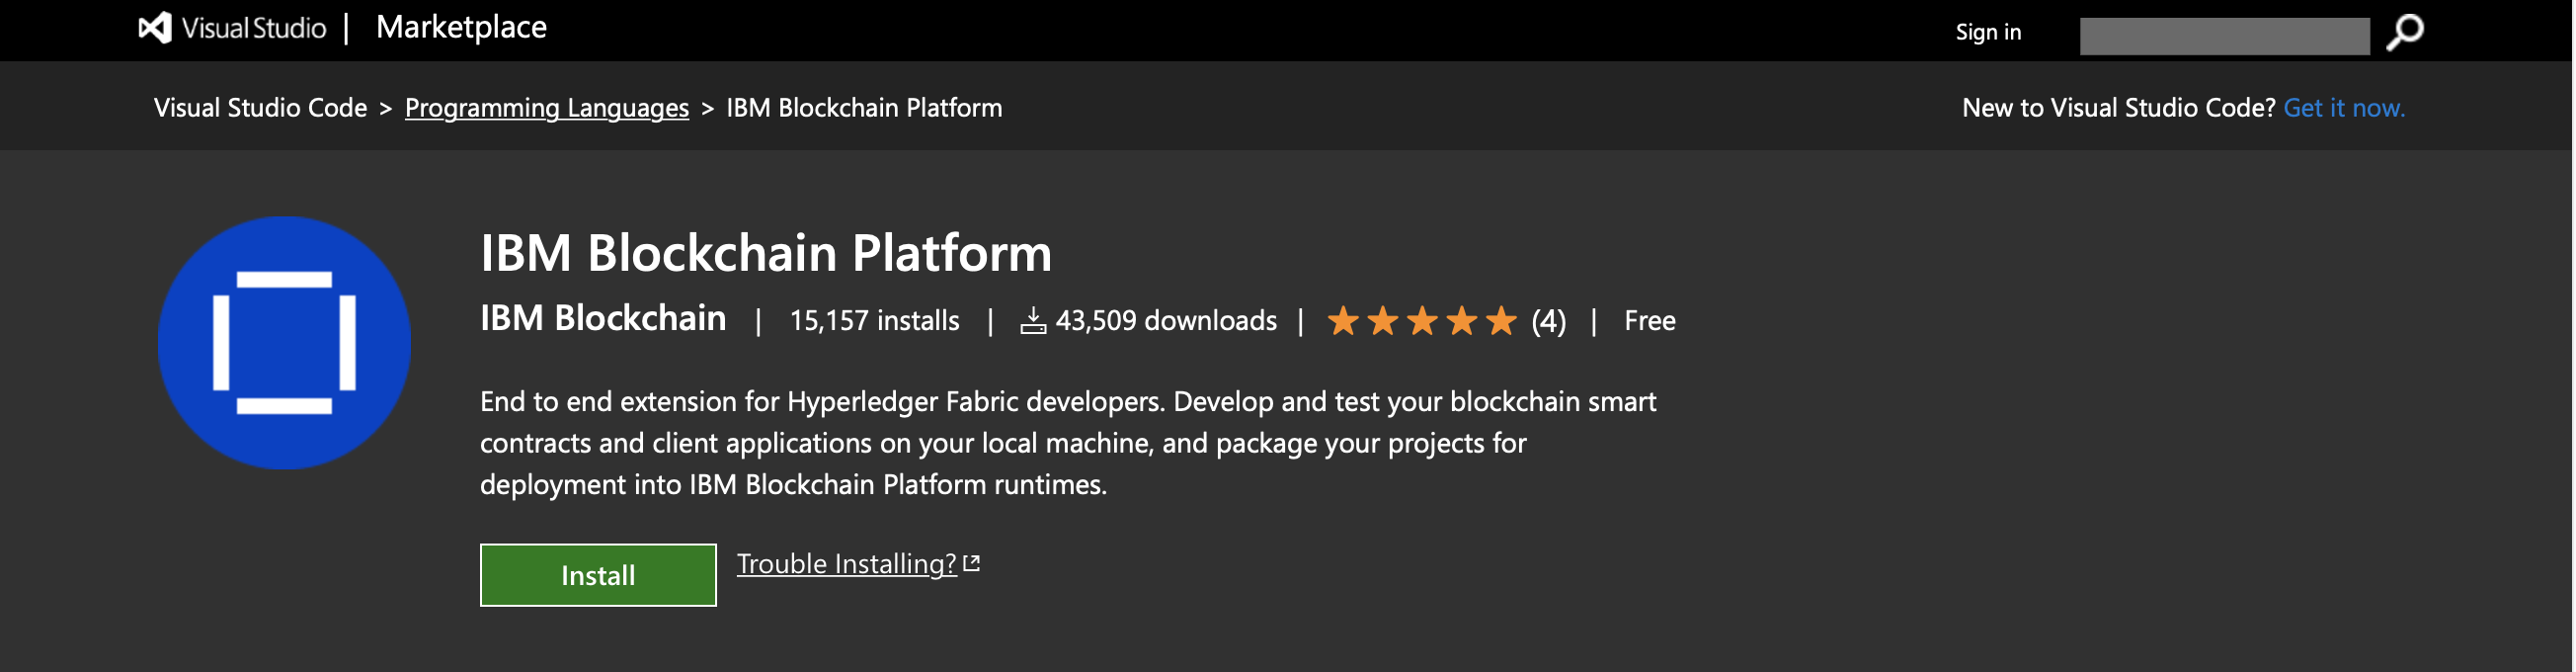 Visual Studio | Marketplace
Sign in
Visual Studio Code > Programming Languages > IBM Blockchain Platform
New to Visual Studio Code? Get it now.
IBM Blockchain Platform
IBM Blockchain | 15,157 installs | 43,509 downloads | (4) | Free
End to end extension for Hyperledger Fabric developers. Develop and test your blockchain smart
contracts and client applications on your local machine, and package your projects for
deployment into IBM Blockchain Platform runtimes.
Install
Trouble Installing?